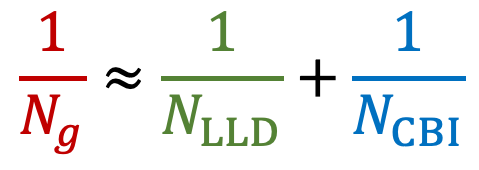 1/N_g ≈ 1/N_LLD + 1/N_CBI